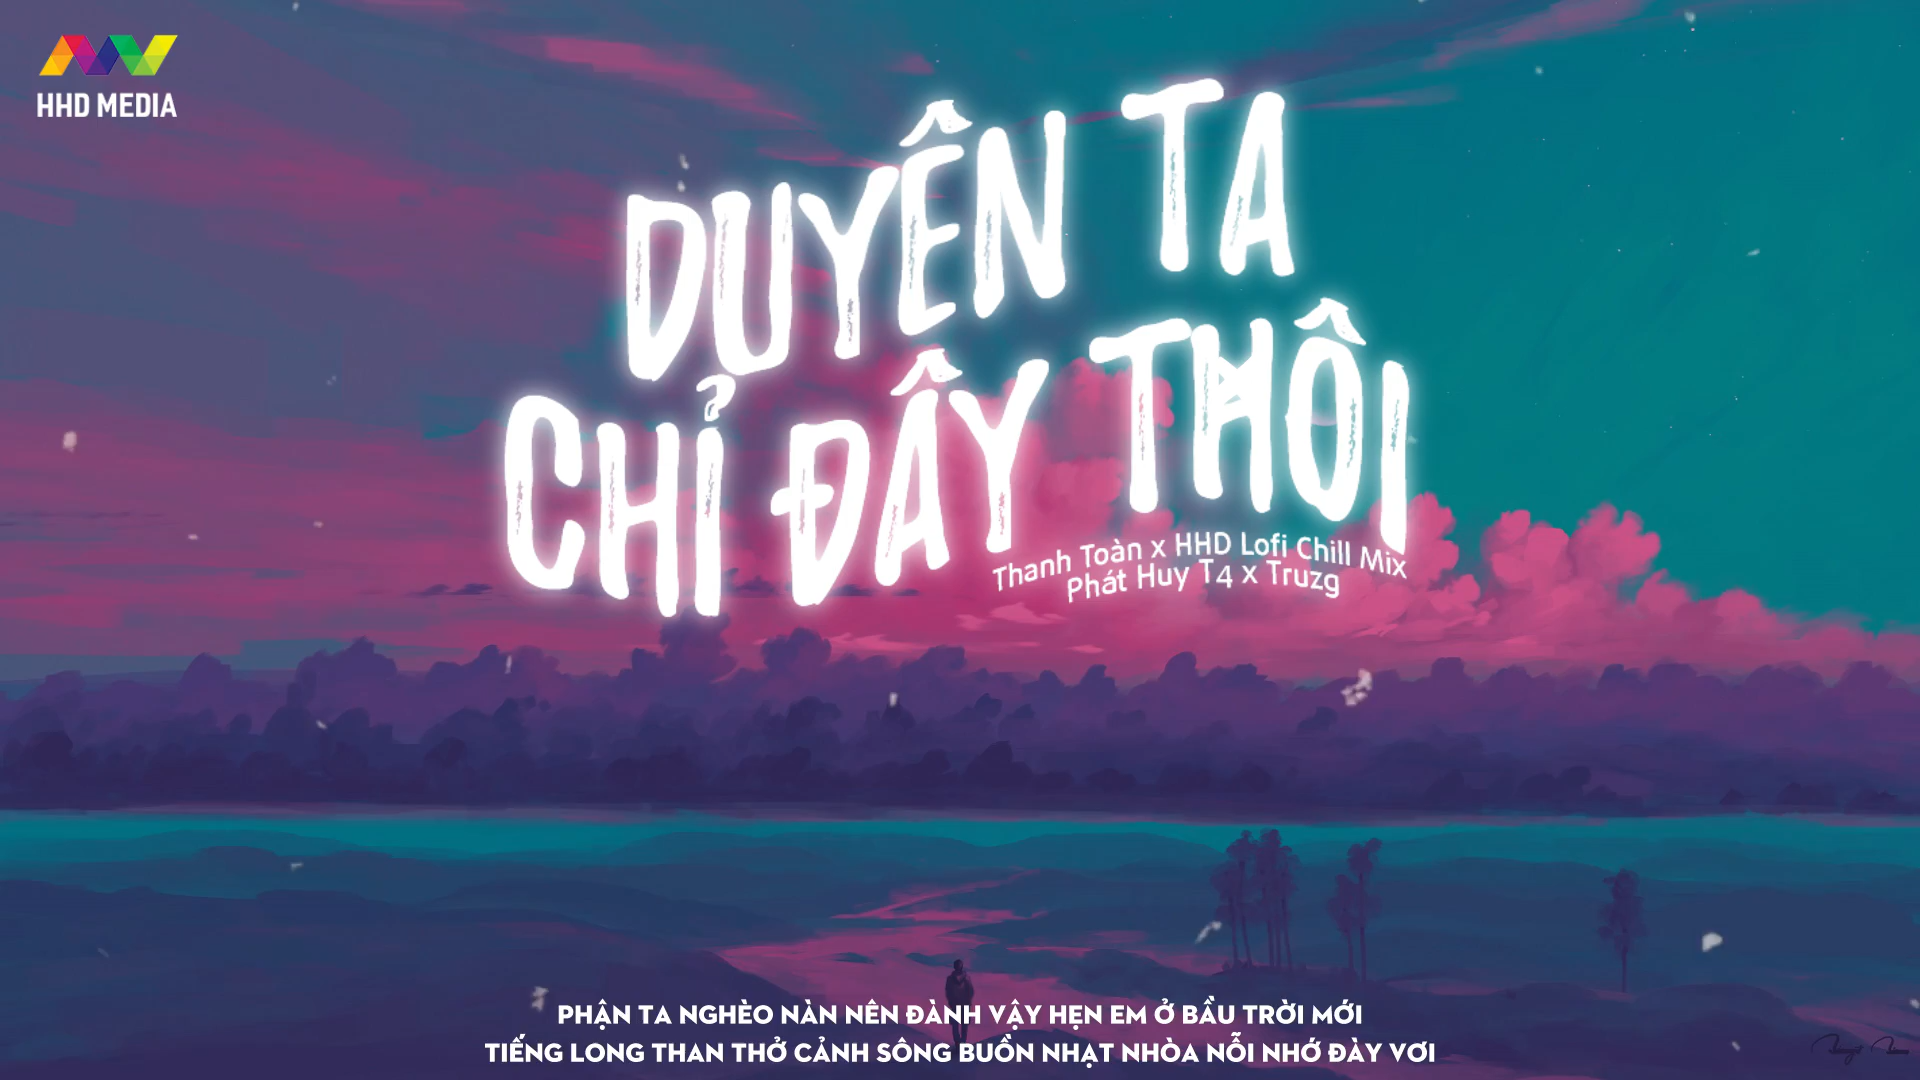 HHD MEDIA
DUYÊN TA
CHỈ ĐÂY THÔI
Thanh Toàn x HHD Lofi Chill Mix
Phát Huy T4 x Truzg
PHẬN TA NGHÈO NÀN NÊN ĐÀNH VẬY HẸN EM Ở BẦU TRỜI MỚI
TIẾNG LONG THAN THỞ CẢNH SÔNG BUỒN NHẠT NHÒA NỖI NHỚ ĐÀY VƠI